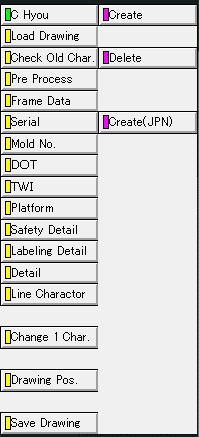 C Hyou
Create
Load Drawing
Check Old Char.
Delete
Pre Process
Frame Data
Serial
Create(JPN)
Mold No.
DOT
TWI
Platform
Safety Detail
Labeling Detail
Detail
Line Charactor
Change 1 Char.
Drawing Pos.
Save Drawing